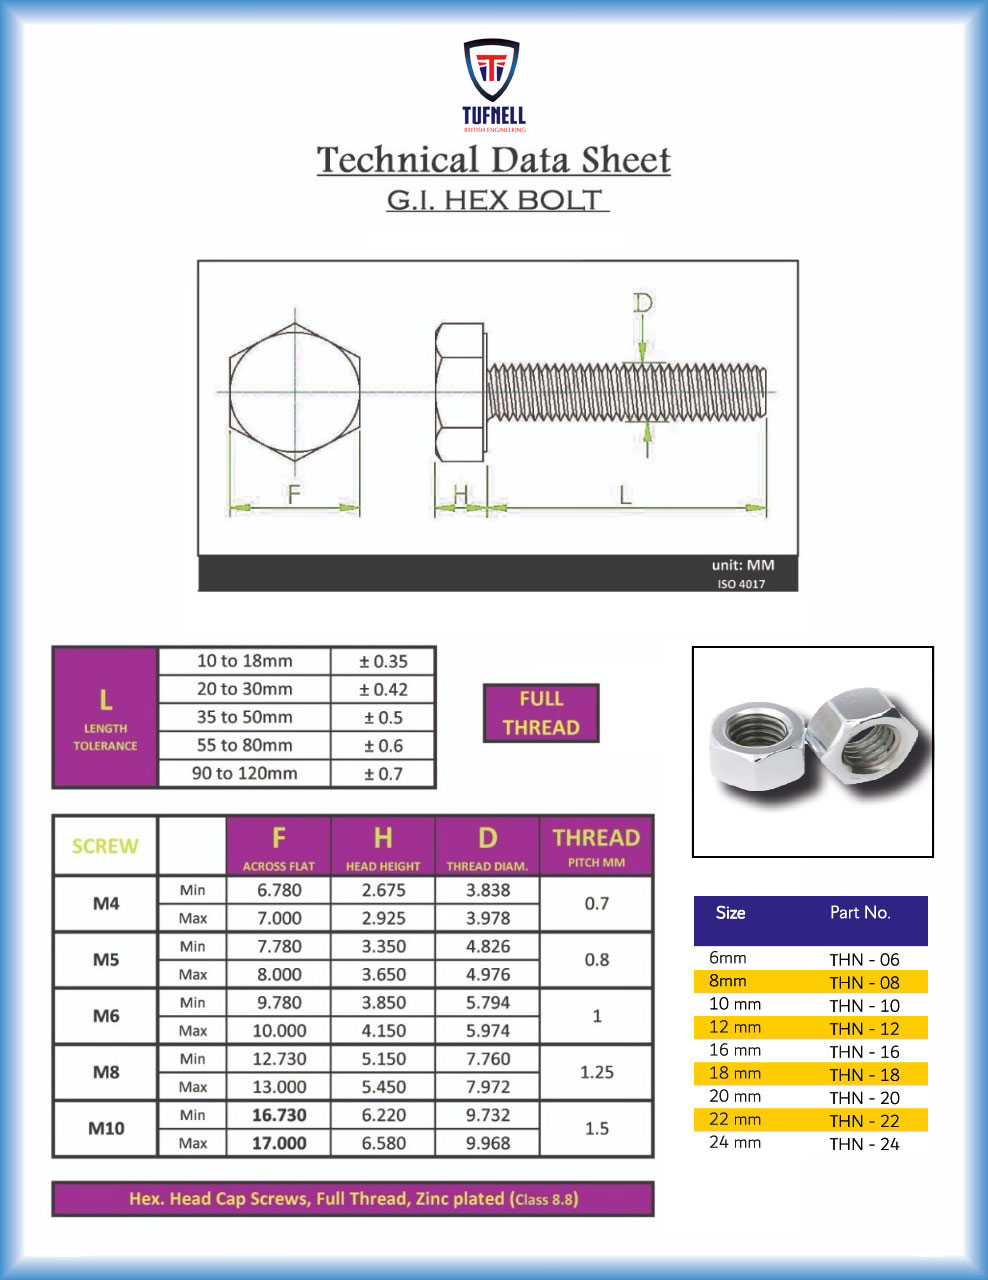 TUFNELL
BRITISH ENGINEERING
Technical Data Sheet
G.I. HEX BOLT
D
F
H
L
unit: MM
ISO 4017
L
LENGTH
TOLERANCE
10 to 18mm ± 0.35
20 to 30mm ± 0.42
35 to 50mm ± 0.5
55 to 80mm ± 0.6
90 to 120mm ± 0.7
FULL
THREAD
SCREW F H D THREAD
ACROSS FLAT HEAD HEIGHT THREAD DIAM. PITCH MM
M4 Min 6.780 2.675 3.838 0.7
Max 7.000 2.925 3.978
M5 Min 7.780 3.350 4.826 0.8
Max 8.000 3.650 4.976
M6 Min 9.780 3.850 5.794 1
Max 10.000 4.150 5.974
M8 Min 12.730 5.150 7.760 1.25
Max 13.000 5.450 7.972
M10 Min 16.730 6.220 9.732 1.5
Max 17.000 6.580 9.968
Hex. Head Cap Screws, Full Thread, Zinc plated (Class 8.8)
Size Part No.
6mm THN - 06
8mm THN - 08
10 mm THN - 10
12 mm THN - 12
16 mm THN - 16
18 mm THN - 18
20 mm THN - 20
22 mm THN - 22
24 mm THN - 24